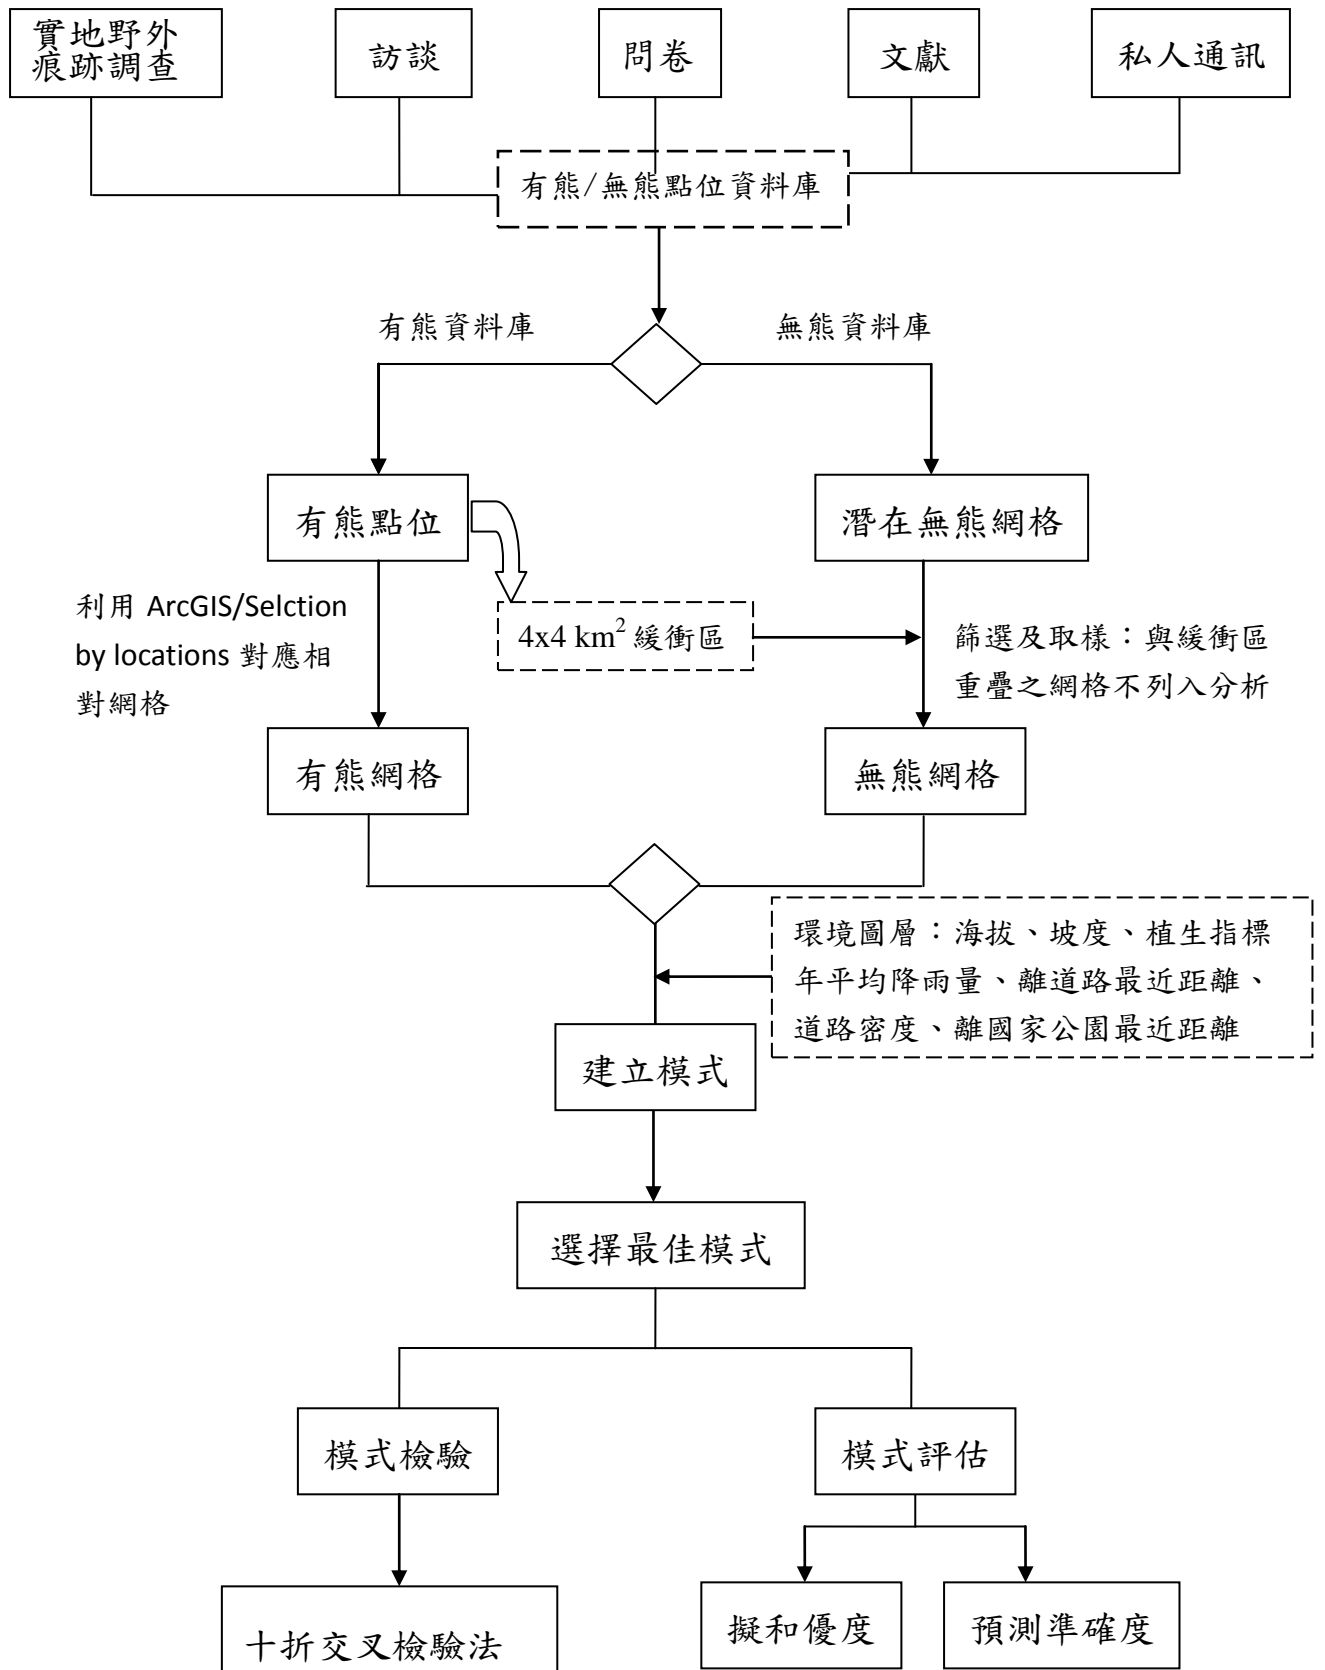 實地野外
痕跡調查
訪談
問卷
文獻
私人通訊
有熊/無熊點位資料庫
有熊資料庫
無熊資料庫
有熊點位
潛在無熊網格
利用 ArcGIS/Selction
by locations 對應相
對網格
4x4 km² 緩衝區
篩選及取樣：與緩衝區
重疊之網格不列入分析
有熊網格
無熊網格
環境圖層：海拔、坡度、植生指標
年平均降雨量、離道路最近距離、
道路密度、離國家公園最近距離
建立模式
選擇最佳模式
模式檢驗
模式評估
十折交叉檢驗法
擬和優度
預測準確度